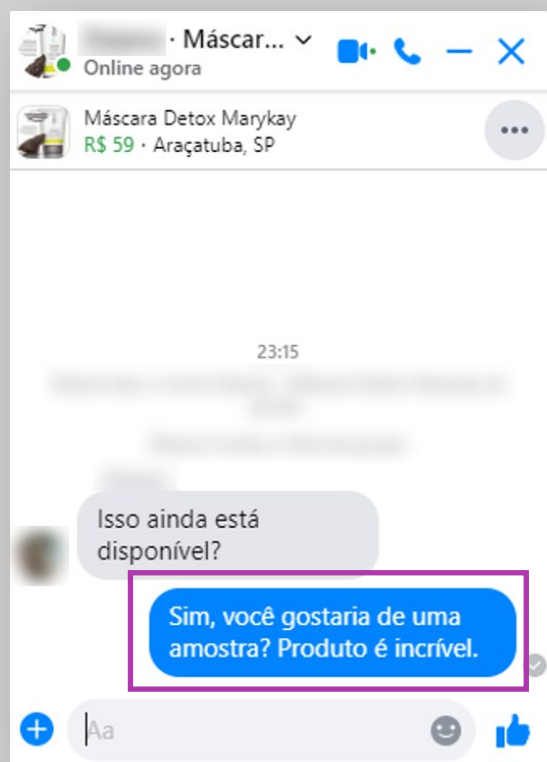 · Máscar...
Online agora
Máscara Detox Marykay
R$ 59 · Araçatuba, SP
23:15
Isso ainda está
disponível?
Sim, você gostaria de uma
amostra? Produto é incrível.
Aa